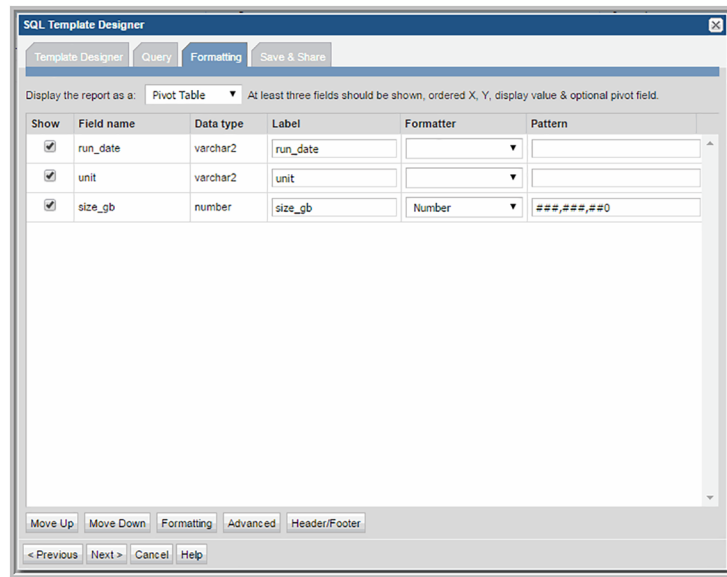 SQL Template Designer
Template Designer Query Formatting Save & Share
Display the report as a: Pivot Table At least three fields should be shown, ordered X, Y, display value & optional pivot field.
Show Field name Data type Label Formatter Pattern
run_date varchar2 run_date
unit varchar2 unit
size_gb number size_gb Number ###,###,##0
Move Up Move Down Formatting Advanced Header/Footer
< Previous Next > Cancel Help